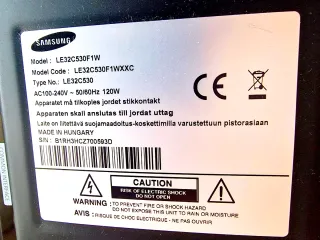 SAMSUNG
Model : LE32C530F1W
Model Code : LE32C530F1WXXC
Type : LE32C530
AC100-240V ~ 50/60Hz 120W
Apparatet må tilkoples jordet stikkontakt
Apparaten skall anslutas till jordat uttag
Laite on liitettävä suojamaadoitus-koskettimilla varustettuun pistorasiaan
MADE IN HUNGARY
S/N : B1RH3HCZ700593D
CE
CAUTION
RISK OF ELECTRIC SHOCK
DO NOT OPEN
WARNING : TO PREVENT FIRE OR SHOCK HAZARD
DO NOT EXPOSE THIS UNIT TO RAIN OR MOISTURE
AVIS : RISQUE DE CHOC ELECTRIQUE - NE PAS OUVRIR